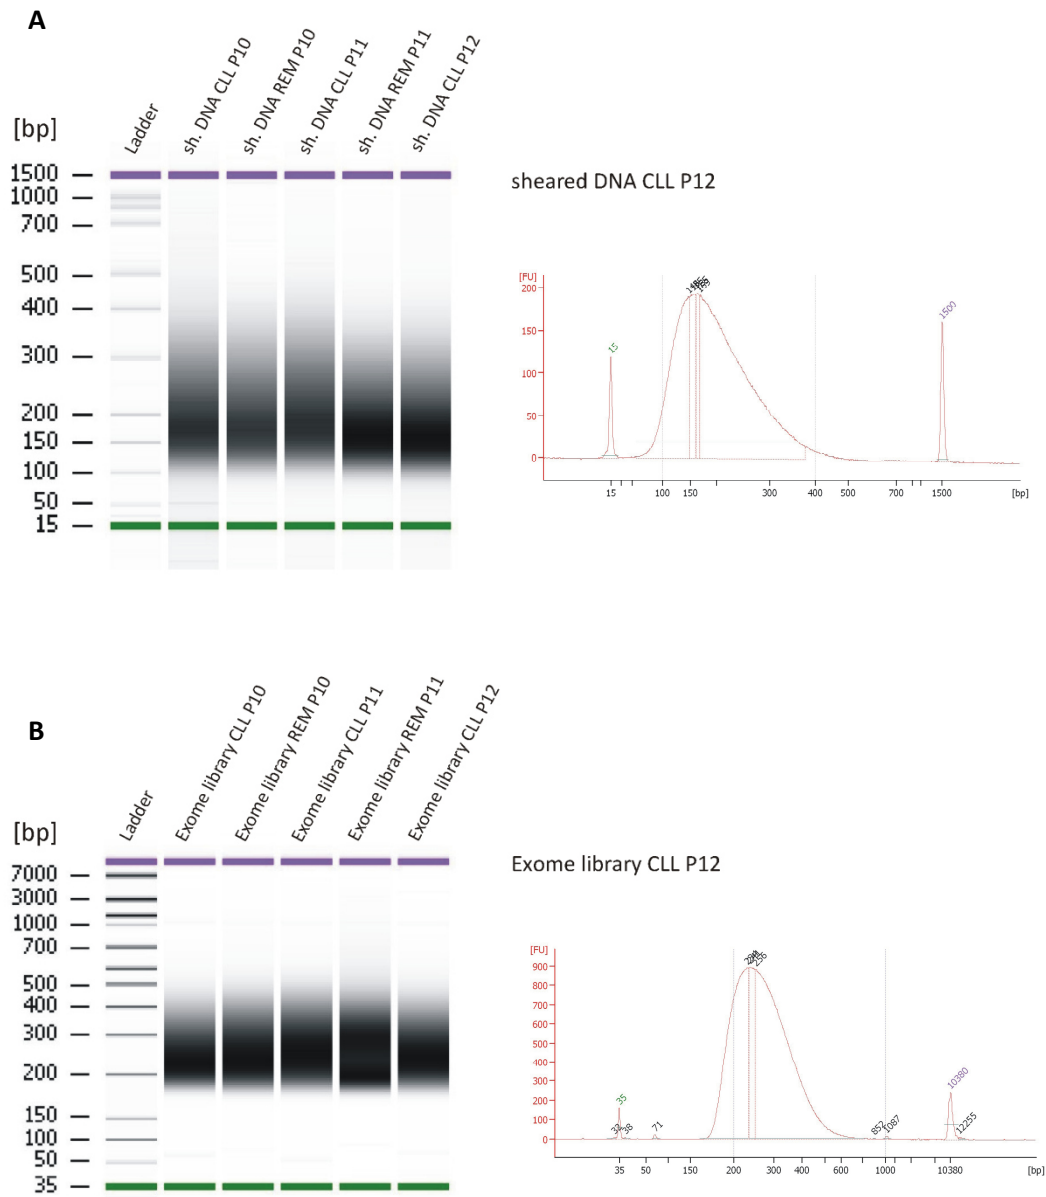 A
[bp]
Ladder
sh. DNA CLL P10
sh. DNA REM P10
sh. DNA CLL P11
sh. DNA REM P11
sh. DNA CLL P12
1500
1000
700
500
400
300
200
150
100
50
15
sheared DNA CLL P12
[FU]
200
150
100
50
0
15
1500
15 100 150 300 400 500 700 1500 [bp]
B
[bp]
Ladder
Exome library CLL P10
Exome library REM P10
Exome library CLL P11
Exome library REM P11
Exome library CLL P12
7000
3000
1000
700
500
400
300
200
150
100
50
35
Exome library CLL P12
[FU]
900
800
700
600
500
400
300
200
100
0
35
38
71
256
852
1087
10380
12255
35 50 150 200 300 400 600 1000 10380 [bp]